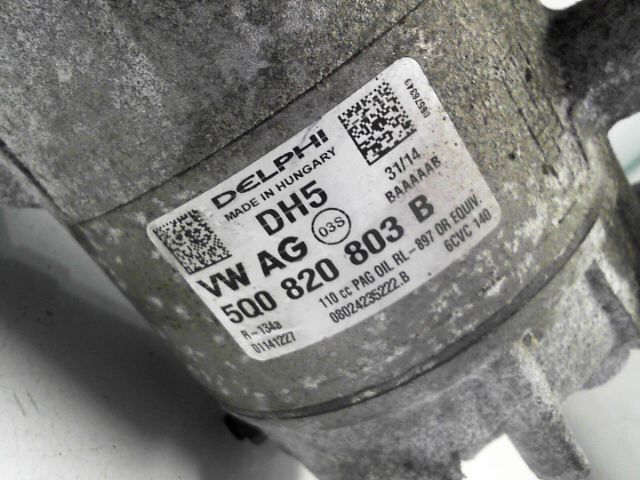 DELPHI
MADE IN HUNGARY
DH5
31/14
BAAAAAB
VW AG 03S
5Q0 820 803 B
R-134a 110 cc PAG OIL RL-897 OR EQUIV.
01141227 08024235222.B 6CVC 140